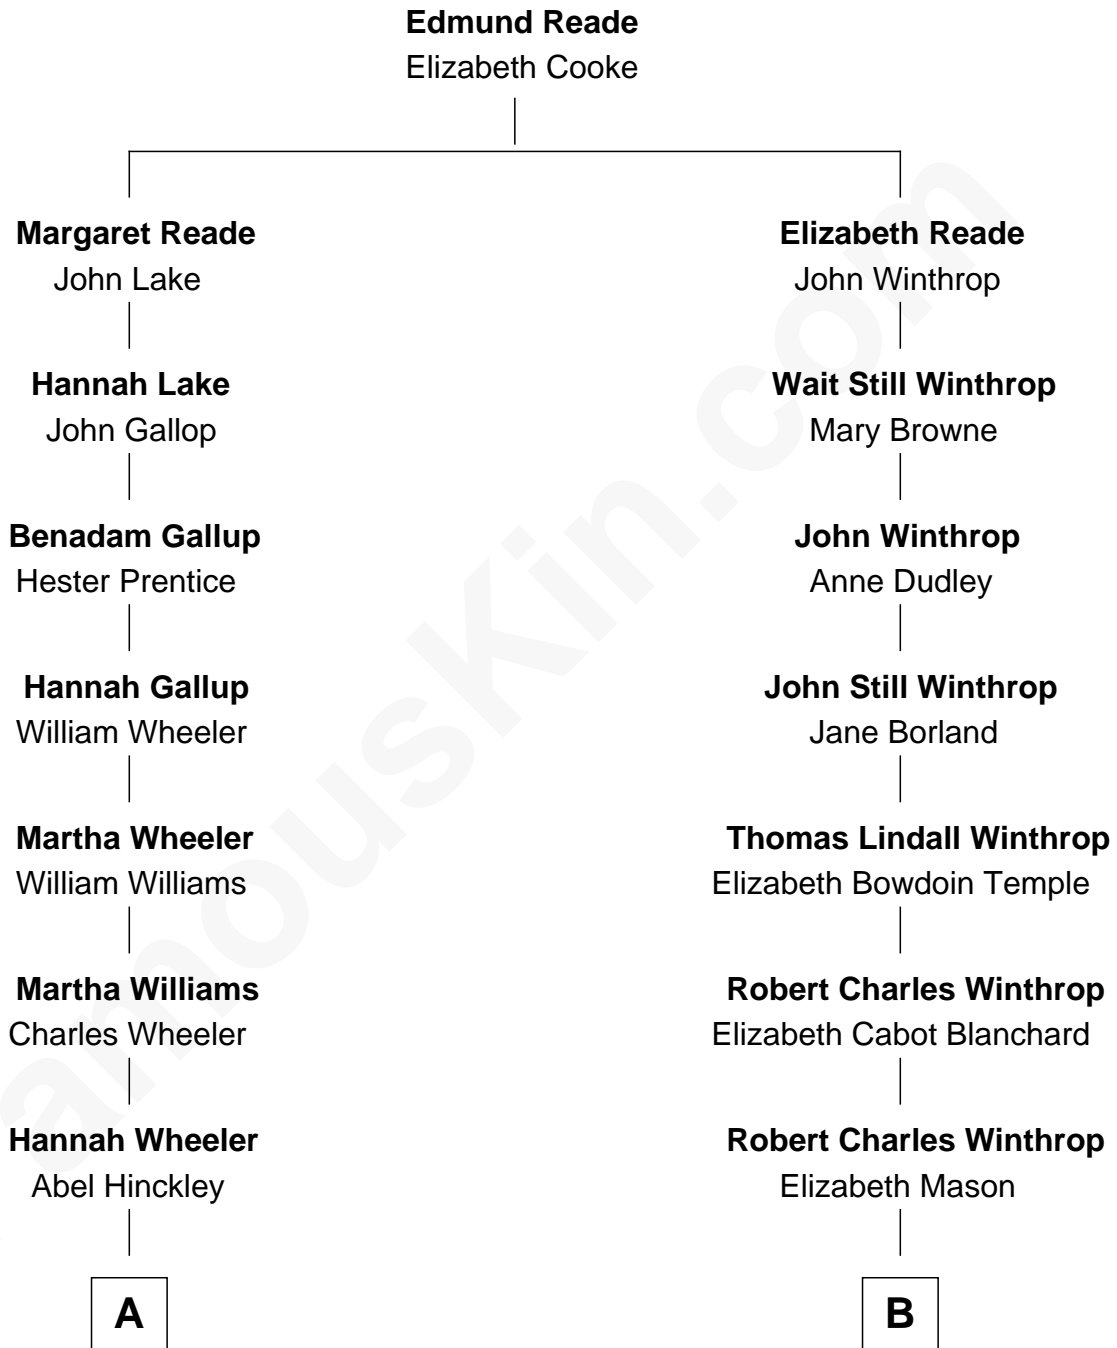 Edmund Reade
Elizabeth Cooke
Margaret Reade
John Lake
Elizabeth Reade
John Winthrop
Hannah Lake
John Gallop
Wait Still Winthrop
Mary Browne
Benadam Gallup
Hester Prentice
John Winthrop
Anne Dudley
Hannah Gallup
William Wheeler
John Still Winthrop
Jane Borland
Martha Wheeler
William Williams
Thomas Lindall Winthrop
Elizabeth Bowdoin Temple
Martha Williams
Charles Wheeler
Robert Charles Winthrop
Elizabeth Cabot Blanchard
Hannah Wheeler
Abel Hinckley
Robert Charles Winthrop
Elizabeth Mason
A
B
amousKin.com